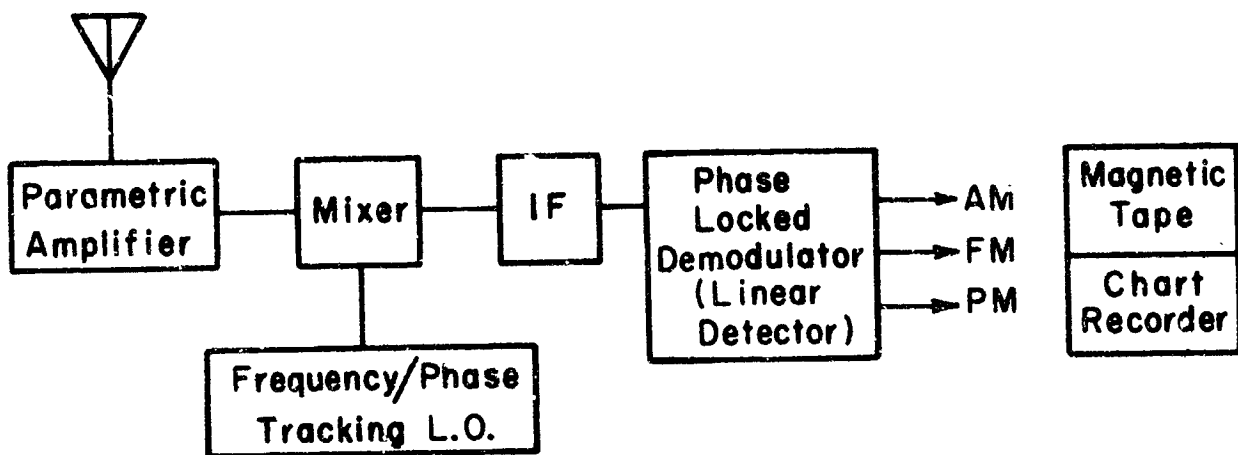 Parametric
Amplifier
Mixer
IF
Phase
Locked
Demodulator
(Linear
Detector)
AM
FM
PM
Magnetic
Tape
Chart
Recorder
Frequency/Phase
Tracking L.O.